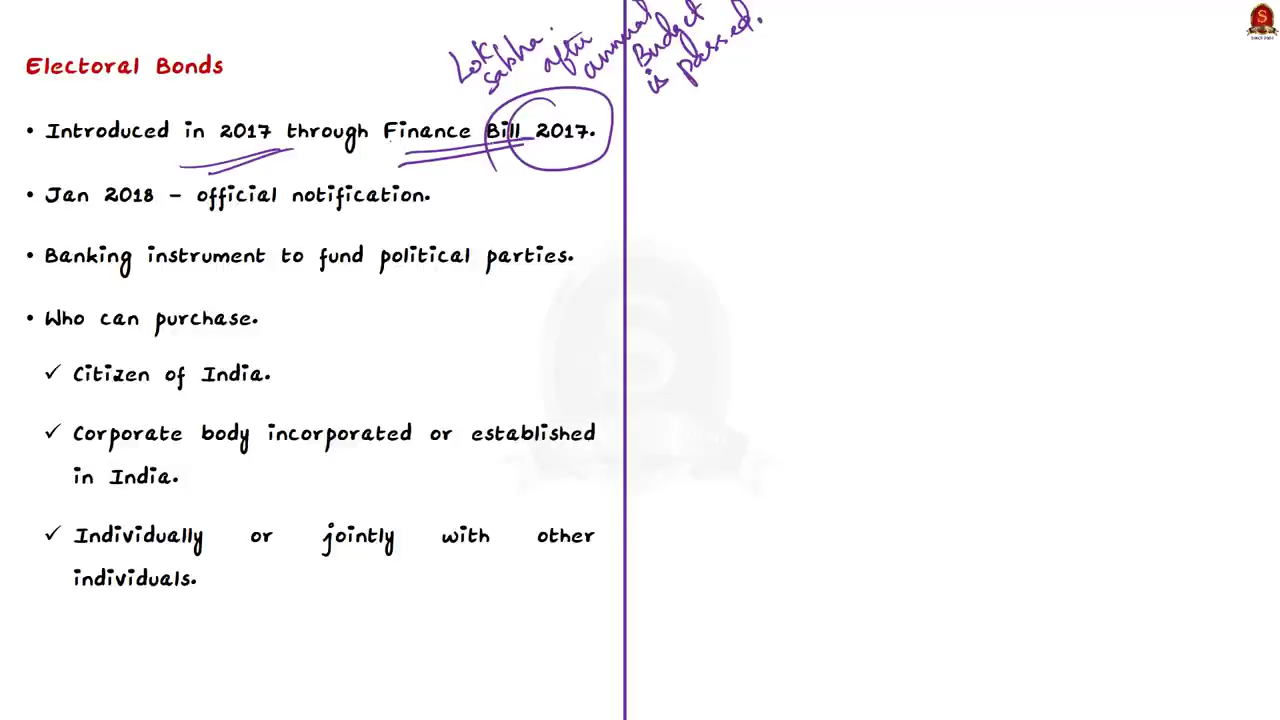 Lok sabha. after annual Budget is passed.
Electoral Bonds
• Introduced in 2017 through Finance Bill 2017.
• Jan 2018 – official notification.
• Banking instrument to fund political parties.
• Who can purchase.
✓ Citizen of India.
✓ Corporate body incorporated or established
in India.
✓ Individually or jointly with other
individuals.